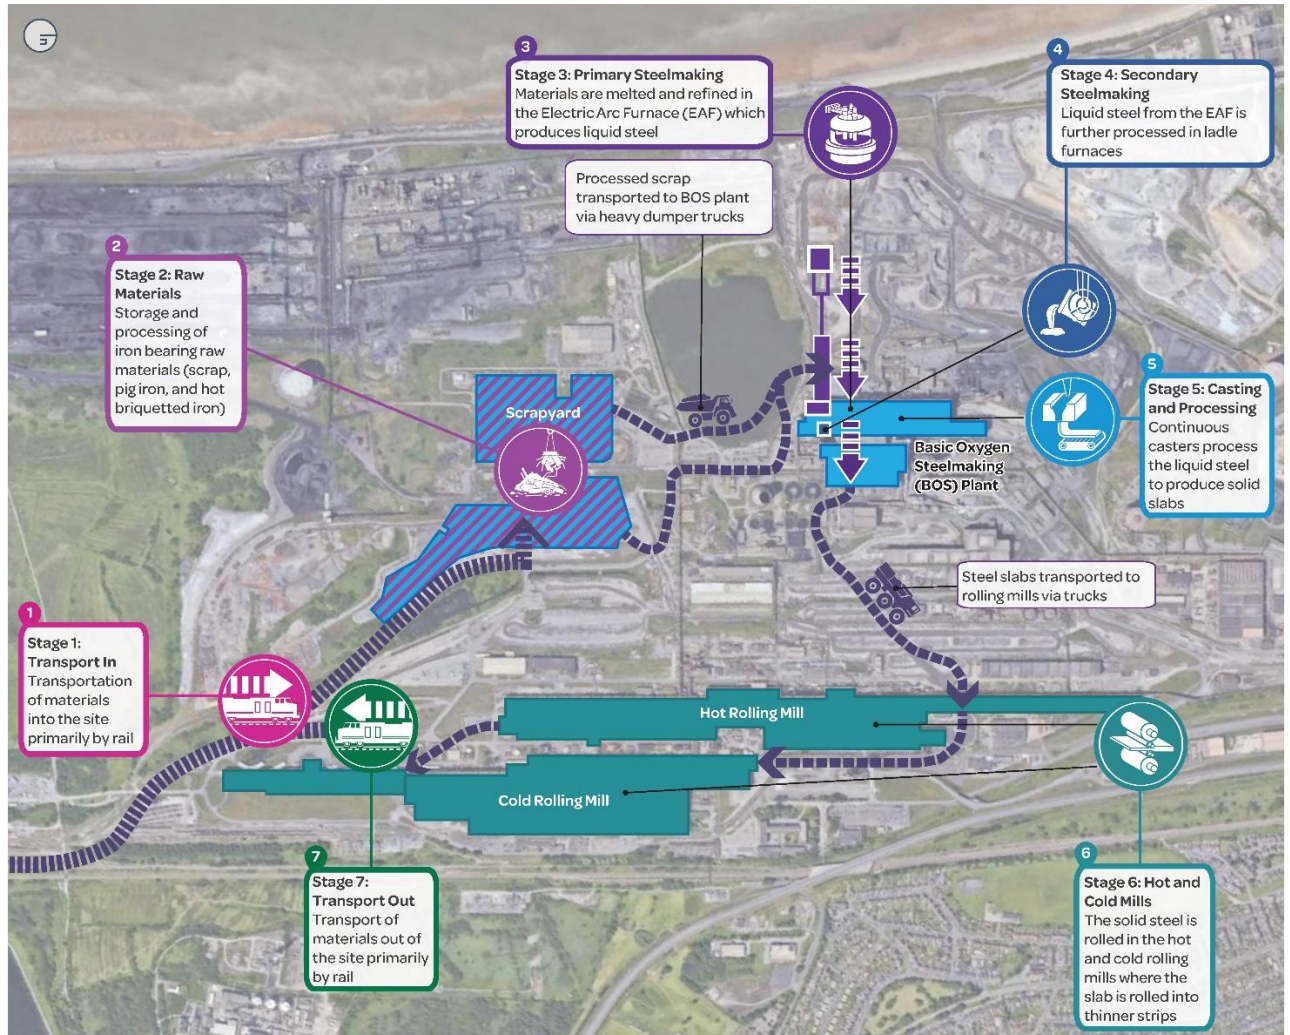 3
Stage 3: Primary Steelmaking
Materials are melted and refined in
the Electric Arc Furnace (EAF) which
produces liquid steel
4
Stage 4: Secondary
Steelmaking
Liquid steel from the EAF is
further processed in ladle
furnaces
Processed scrap
transported to BOS plant
via heavy dumper trucks
2
Stage 2: Raw
Materials
Storage and
processing of
iron bearing raw
materials (scrap,
pig iron, and hot
briquetted iron)
5
Stage 5: Casting
and Processing
Continuous
casters process
the liquid steel
to produce solid
slabs
Scrapyard
Basic Oxygen
Steelmaking
(BOS) Plant
Steel slabs transported to
rolling mills via trucks
1
Stage 1:
Transport In
Transportation
of materials
into the site
primarily by rail
Hot Rolling Mill
Cold Rolling Mill
7
Stage 7:
Transport Out
Transport of
materials out of
the site primarily
by rail
6
Stage 6: Hot and
Cold Mills
The solid steel is
rolled in the hot
and cold rolling
mills where the
slab is rolled into
thinner strips